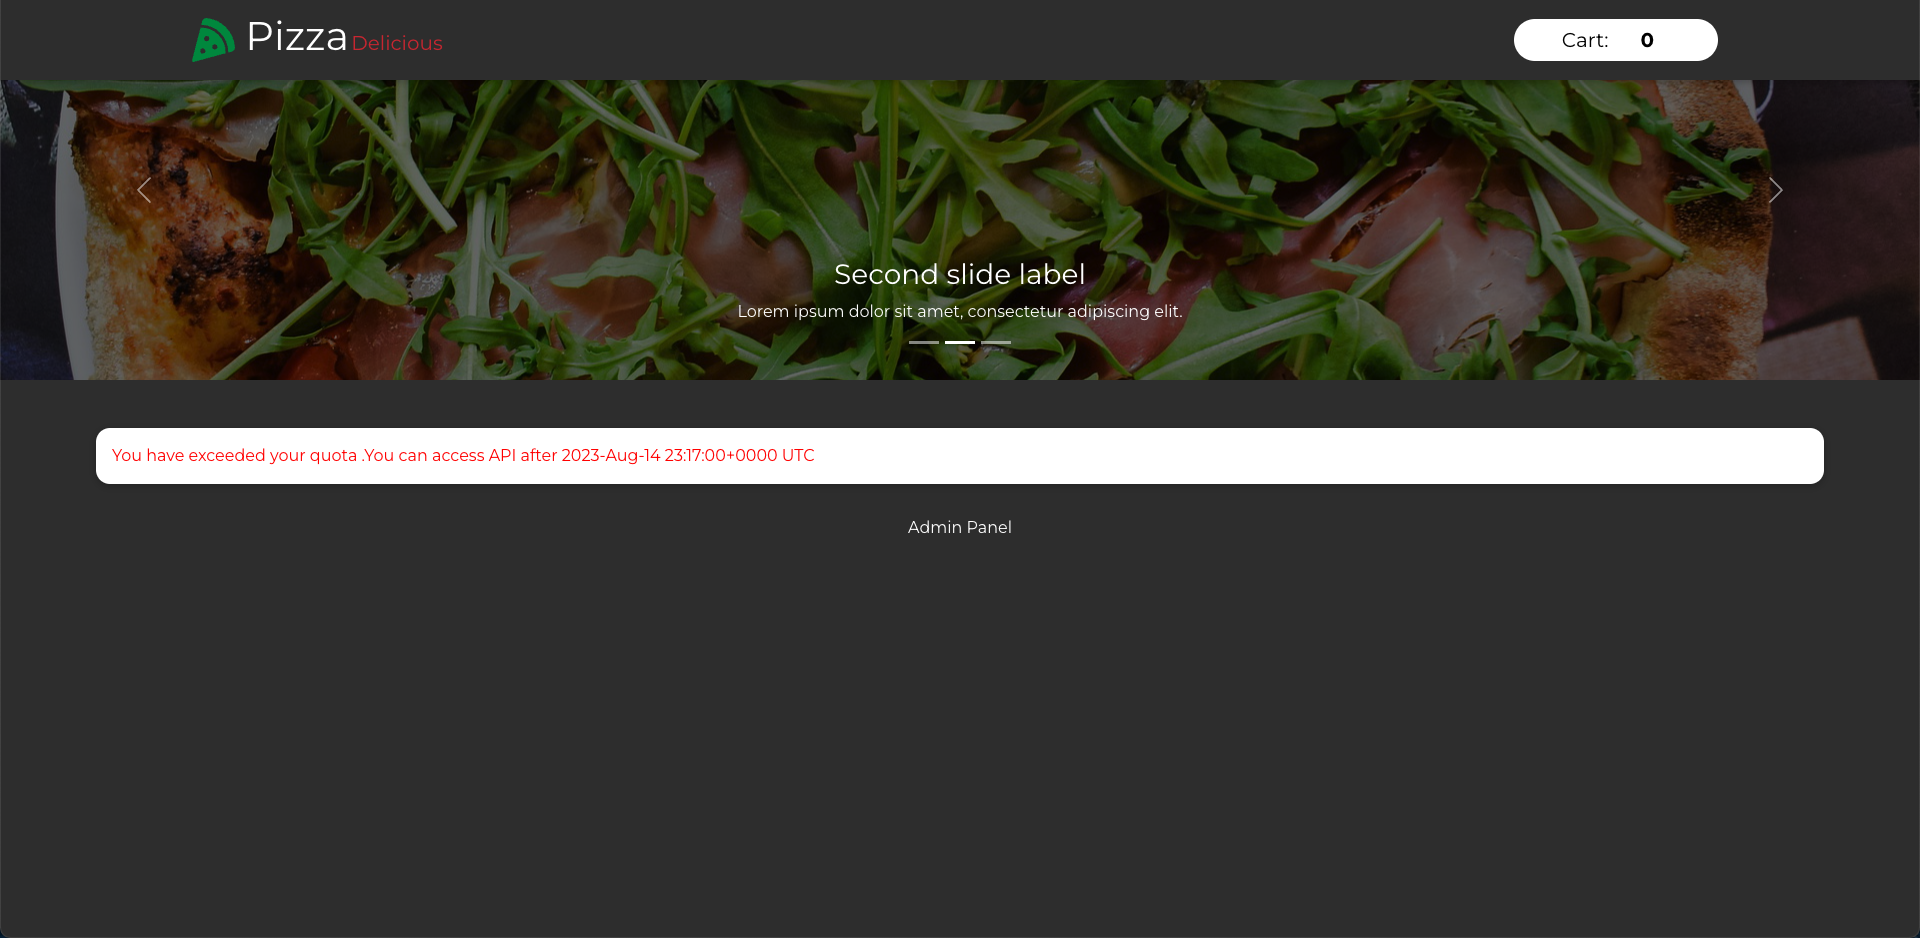 Pizza Delicious
Cart: 0
Second slide label
Lorem ipsum dolor sit amet, consectetur adipiscing elit.
You have exceeded your quota .You can access API after 2023-Aug-14 23:17:00+0000 UTC
Admin Panel